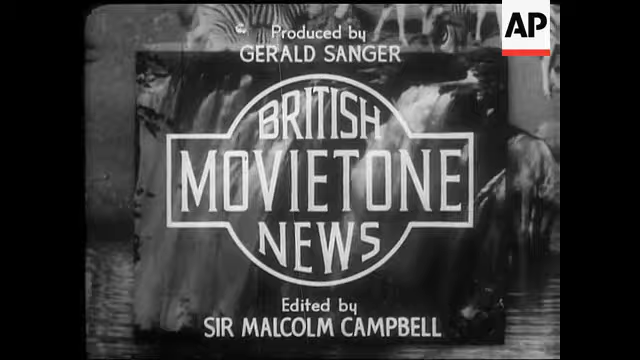 AP
Produced by
GERALD SANGER
BRITISH
MOVIETONE
NEWS
Edited by
SIR MALCOLM CAMPBELL